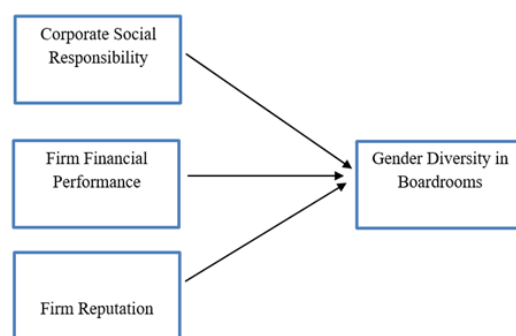 Corporate Social
Responsibility
Firm Financial
Performance
Gender Diversity in
Boardrooms
Firm Reputation